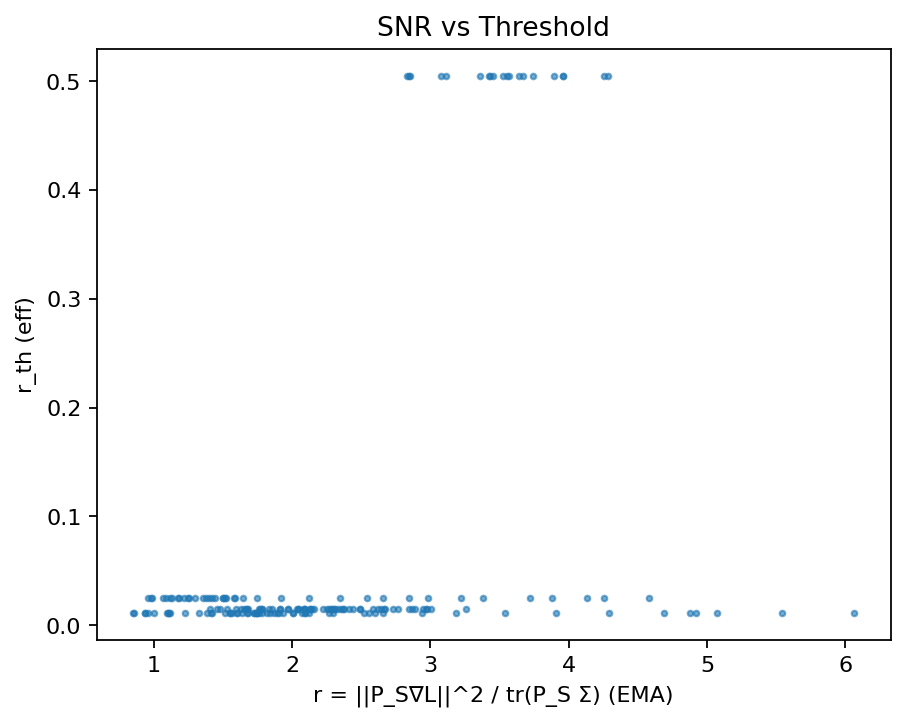 SNR vs Threshold
0.5
0.4
0.3
0.2
0.1
0.0
r_th (eff)
1 2 3 4 5 6
r = ||P_S∇L||^2 / tr(P_S Σ) (EMA)